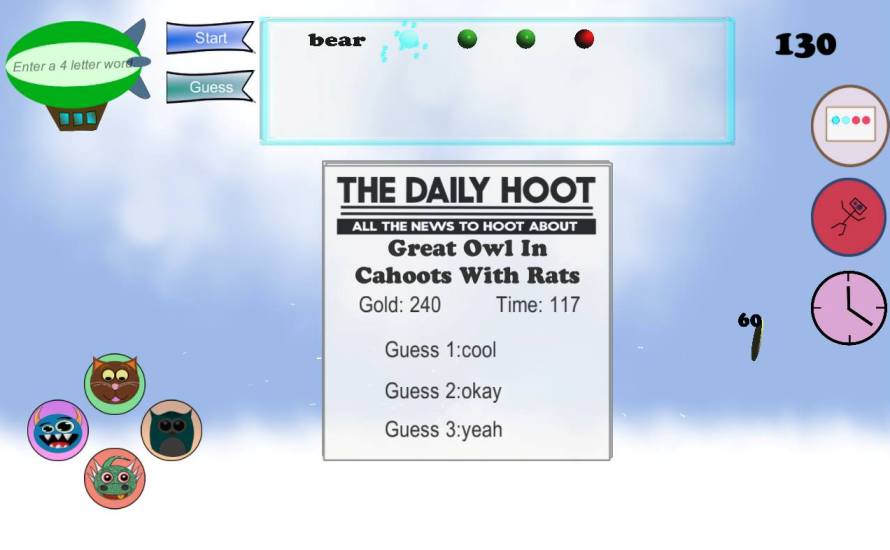 Enter a 4 letter word
Start
Guess
bear
130
THE DAILY HOOT
ALL THE NEWS TO HOOT ABOUT
Great Owl In
Cahoots With Rats
Gold: 240 Time: 117
Guess 1:cool
Guess 2:okay
Guess 3:yeah
60